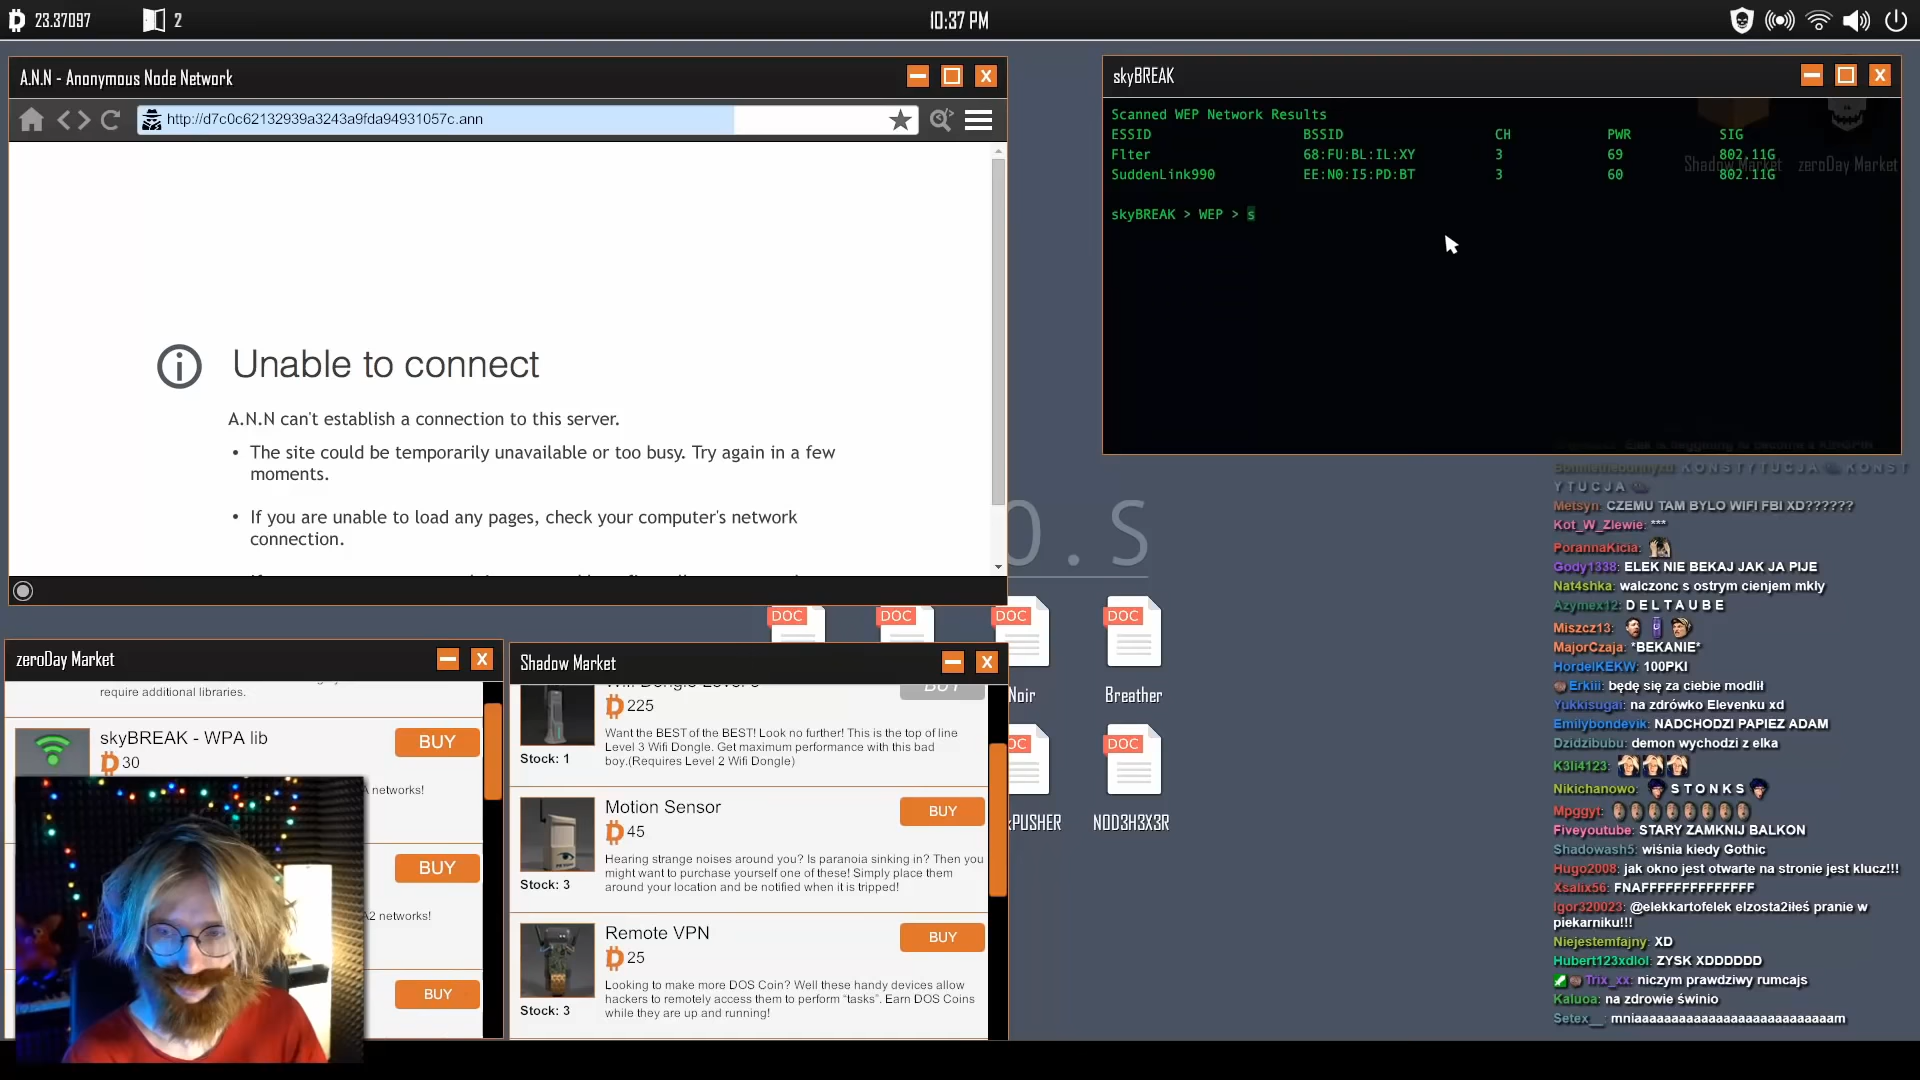 23.37097
2
10:37 PM
A.N.N - Anonymous Node Network
http://d7c0c62132939a3243a9fda94931057c.ann
Unable to connect
A.N.N can't establish a connection to this server.
• The site could be temporarily unavailable or too busy. Try again in a few
moments.
• If you are unable to load any pages, check your computer's network
connection.
skyBREAK
Scanned WEP Network Results
ESSID BSSID CH PWR SIG
Flter 68:FU:BL:IL:XY 3 69 802.11G
SuddenLink990 EE:N0:I5:PD:BT 3 60 802.11G
skyBREAK > WEP > s
Shadow Market
zeroDay Market
O.S
DOC
DOC
DOC
DOC
Noir
Breather
DOC
DOC
kPUSHER
N0D3H3X3R
zeroDay Market
require additional libraries.
skyBREAK - WPA lib
30
BUY
networks!
BUY
A2 networks!
BUY
Shadow Market
225
BUY
Want the BEST of the BEST! Look no further! This is the top of line
Level 3 Wifi Dongle. Get maximum performance with this bad
boy.(Requires Level 2 Wifi Dongle)
Stock: 1
Motion Sensor
45
BUY
Hearing strange noises around you? Is paranoia sinking in? Then you
might want to purchase yourself one of these! Simply place them
around your location and be notified when it is tripped!
Stock: 3
Remote VPN
25
BUY
Looking to make more DOS Coin? Well these handy devices allow
hackers to remotely access them to perform "tasks". Earn DOS Coins
while they are up and running!
Stock: 3
KONSTYTUCJA KONST
YTUCJA
Metsyn: CZEMU TAM BYLO WIFI FBI XD??????
Kot_W_Zlewie: ***
PorannaKicia:
Gody1338: ELEK NIE BEKAJ JAK JA PIJE
Nat4shka: walczonc s ostrym cienjem mkly
Azymex12: D E L T A U B E
Miszcz13:
MajorCzaja: *BEKANIE*
HordelKEKW: 100PKI
Erkiii: będę się za ciebie modlił
Yukkisugai: na zdrówko Elevenku xd
Emilybondevik: NADCHODZI PAPIEZ ADAM
Dzidzibubu: demon wychodzi z elka
K3li4123:
Nikichanowo: S T O N K S
Mpggyt:
Fiveyoutube: STARY ZAMKNIJ BALKON
Shadowash5: wiśnia kiedy Gothic
Hugo2008: jak okno jest otwarte na stronie jest klucz!!!
Xsalix56: FNAFFFFFFFFFFFFFF
Igor320023: @elekkartofelek elzosta2iłeś pranie w
piekarniku!!!
Niejestemfajny: XD
Hubert123xdlol: ZYSK XDDDDDD
Trix_xx: niczym prawdziwy rumcajs
Kaluoa: na zdrowie świnio
Setex__: mniaaaaaaaaaaaaaaaaaaaaaaaaaam